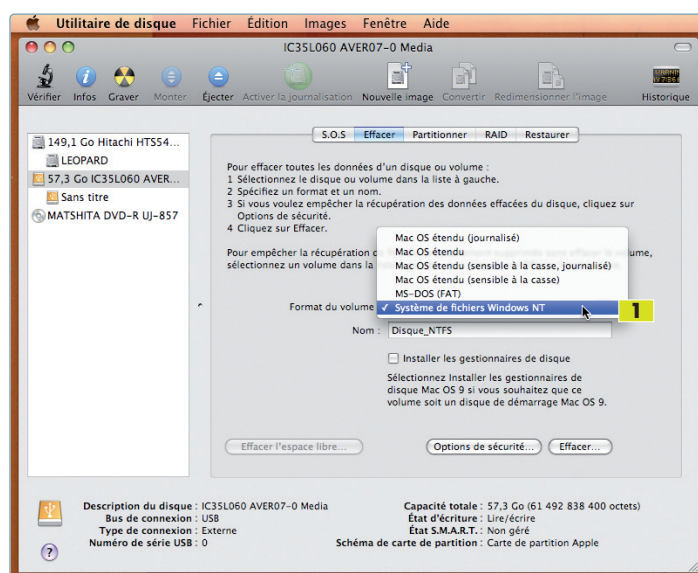 Utilitaire de disque Fichier Édition Images Fenêtre Aide
IC35L060 AVER07-0 Media
Vérifier Infos Graver Monter Éjecter Activer la journalisation Nouvelle image Convertir Redimensionner l'image Historique
149,1 Go Hitachi HTS54...
LEOPARD
57,3 Go IC35L060 AVER...
Sans titre
MATSHITA DVD-R UJ-857
S.O.S Effacer Partitionner RAID Restaurer
Pour effacer toutes les données d'un disque ou volume :
1 Sélectionnez le disque ou volume dans la liste à gauche.
2 Spécifiez un format et un nom.
3 Si vous voulez empêcher la récupération des données effacées du disque, cliquez sur
Options de sécurité.
4 Cliquez sur Effacer.
Pour empêcher la récupération
sélectionnez un volume dans la
ume,
Mac OS étendu (journalisé)
Mac OS étendu
Mac OS étendu (sensible à la casse, journalisé)
Mac OS étendu (sensible à la casse)
MS-DOS (FAT)
Format du volume ✓ Système de fichiers Windows NT
1
Nom : Disque_NTFS
Installer les gestionnaires de disque
Sélectionnez Installer les gestionnaires de
disque Mac OS 9 si vous souhaitez que ce
volume soit un disque de démarrage Mac OS 9.
Effacer l'espace libre... Options de sécurité... Effacer...
Description du disque : IC35L060 AVER07-0 Media
Bus de connexion : USB
Type de connexion : Externe
Numéro de série USB : 0
Capacité totale : 57,3 Go (61 492 838 400 octets)
État d'écriture : Lire/écrire
État S.M.A.R.T. : Non géré
Schéma de carte de partition : Carte de partition Apple
?